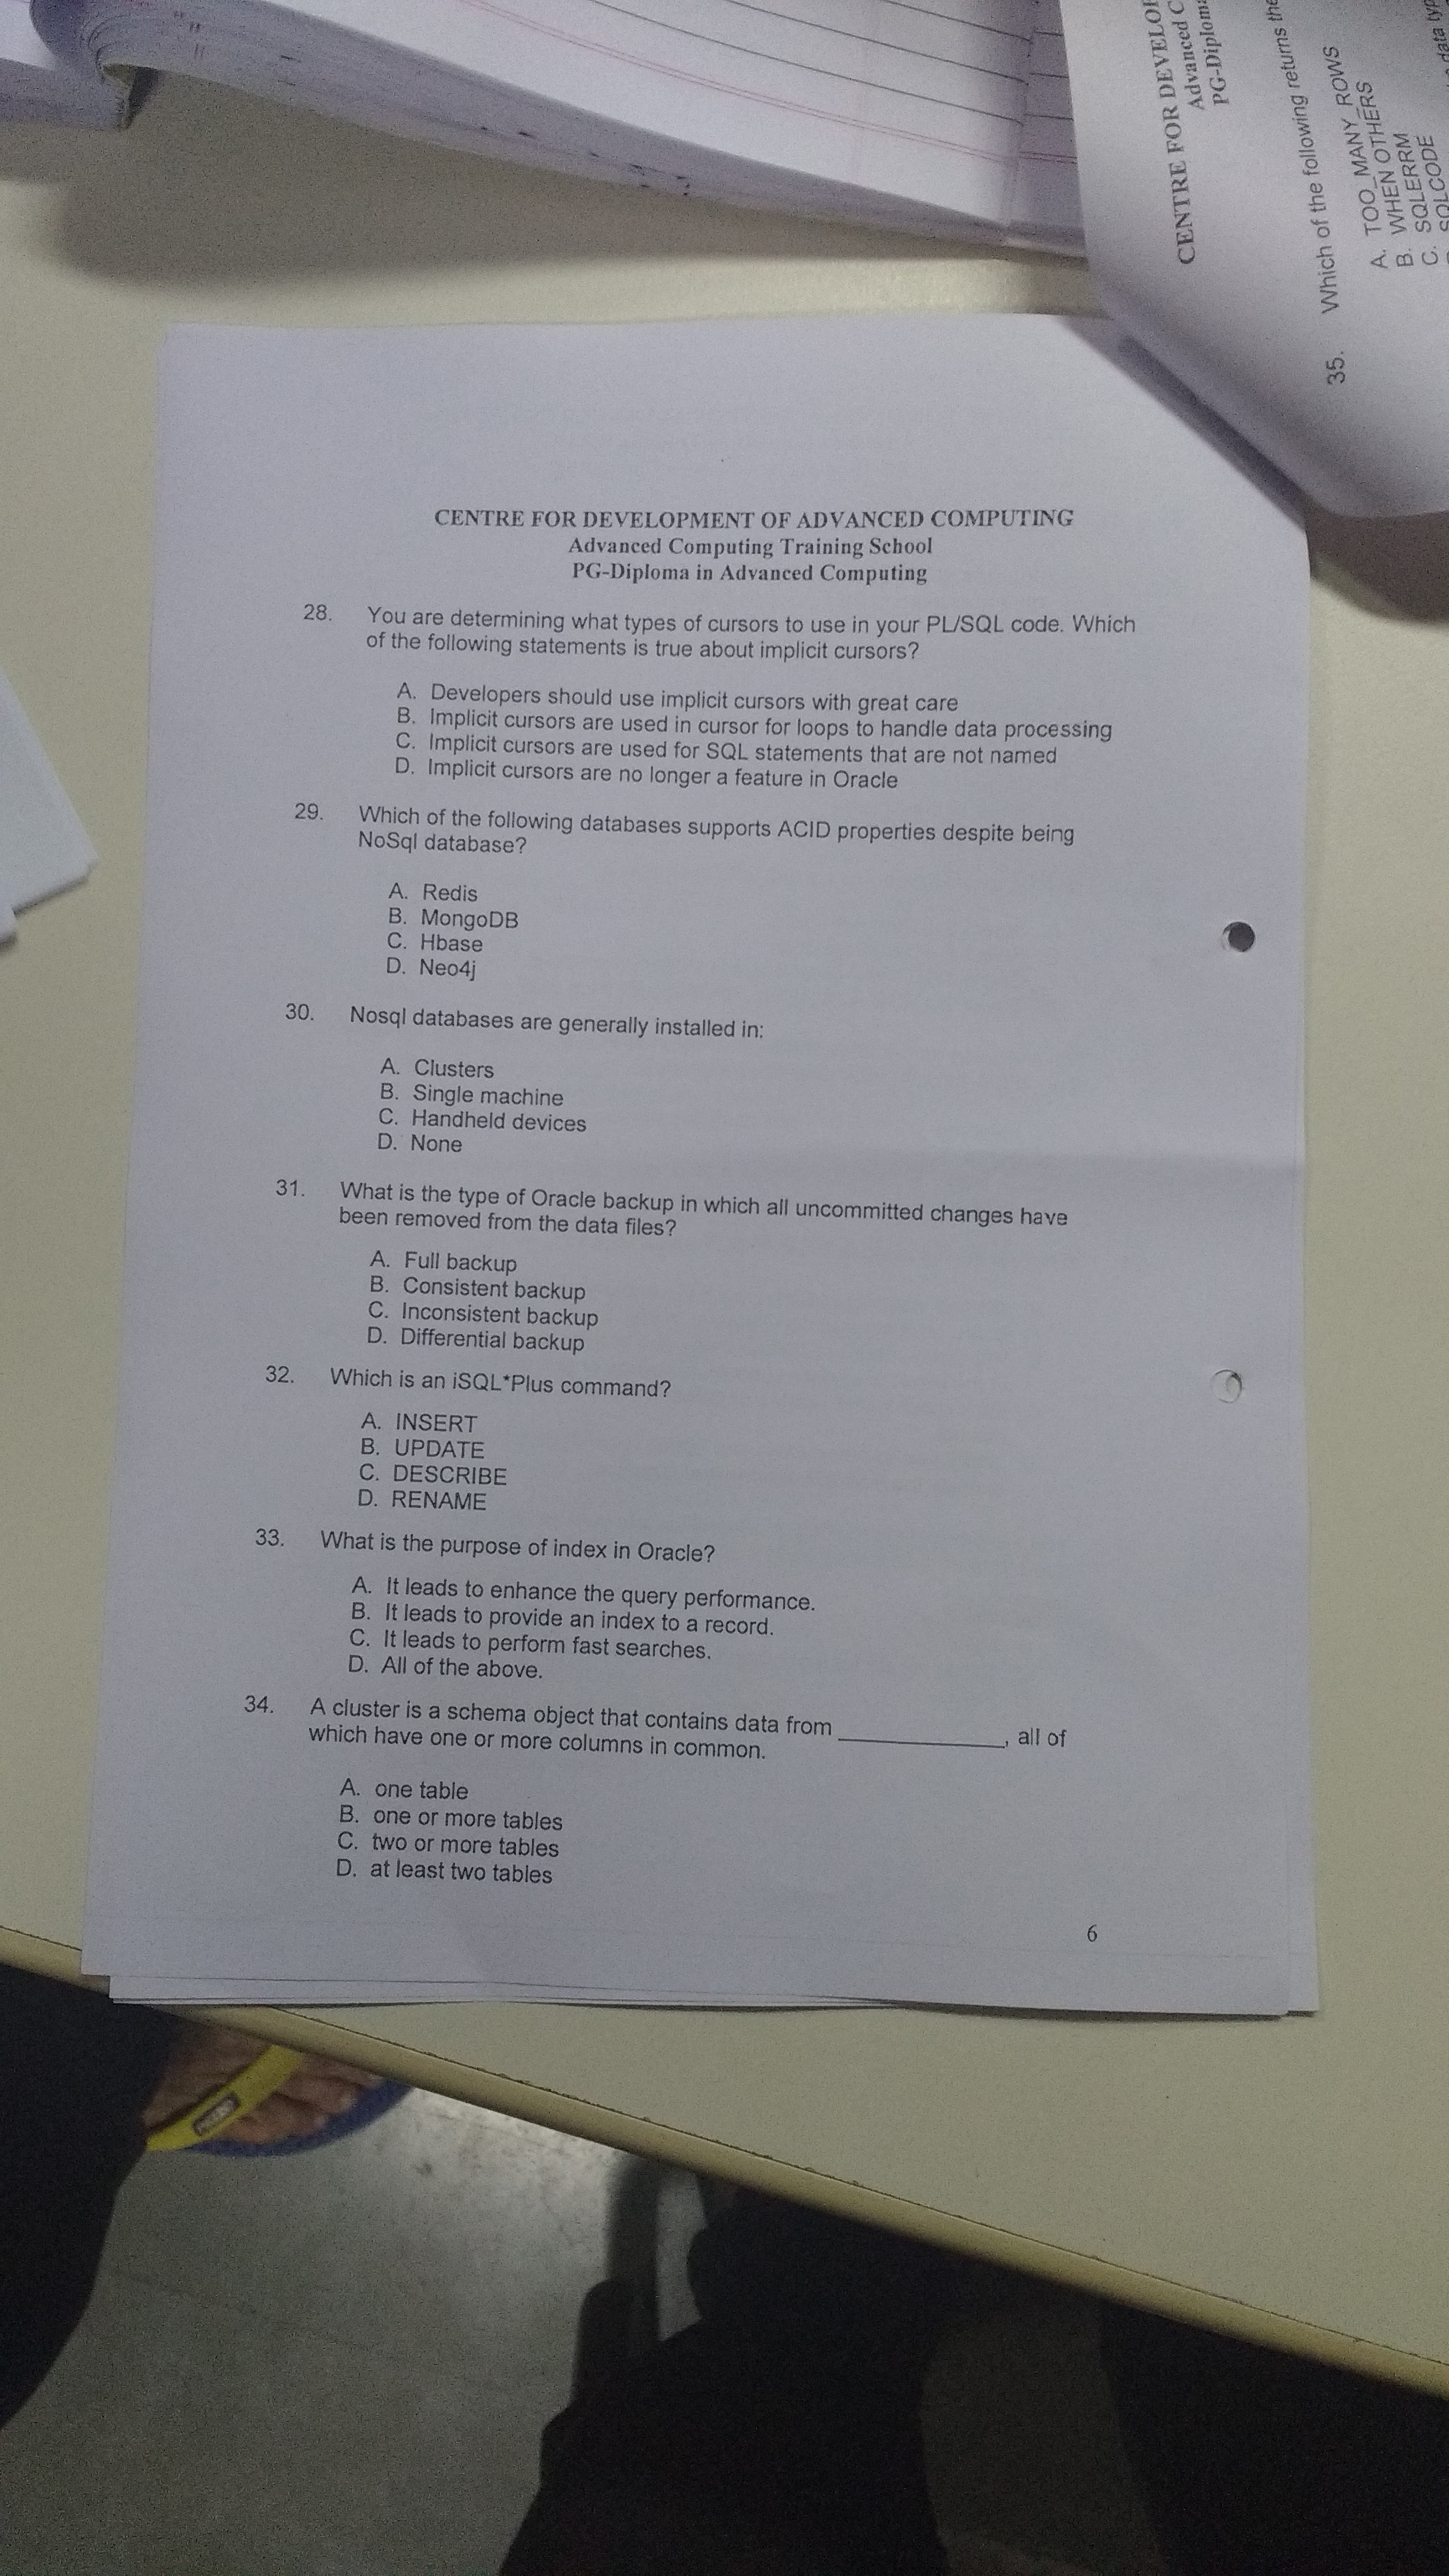 CENTRE FOR DEVELOPMENT OF ADVANCED COMPUTING
Advanced Computing Training School
PG-Diploma in Advanced Computing
28. You are determining what types of cursors to use in your PL/SQL code. Which
of the following statements is true about implicit cursors?
A. Developers should use implicit cursors with great care
B. Implicit cursors are used in cursor for loops to handle data processing
C. Implicit cursors are used for SQL statements that are not named
D. Implicit cursors are no longer a feature in Oracle
29. Which of the following databases supports ACID properties despite being
NoSql database?
A. Redis
B. MongoDB
C. Hbase
D. Neo4j
30. Nosql databases are generally installed in:
A. Clusters
B. Single machine
C. Handheld devices
D. None
31. What is the type of Oracle backup in which all uncommitted changes have
been removed from the data files?
A. Full backup
B. Consistent backup
C. Inconsistent backup
D. Differential backup
32. Which is an iSQL*Plus command?
A. INSERT
B. UPDATE
C. DESCRIBE
D. RENAME
33. What is the purpose of index in Oracle?
A. It leads to enhance the query performance.
B. It leads to provide an index to a record.
C. It leads to perform fast searches.
D. All of the above.
34. A cluster is a schema object that contains data from ____________, all of
which have one or more columns in common.
A. one table
B. one or more tables
C. two or more tables
D. at least two tables
6
CENTRE FOR
Advanced
PG-Diploma
35. Which of the following returns the
A. TOO_MANY_ROWS
B. WHEN OTHERS
C. SQLERRM
SQLCODE
data